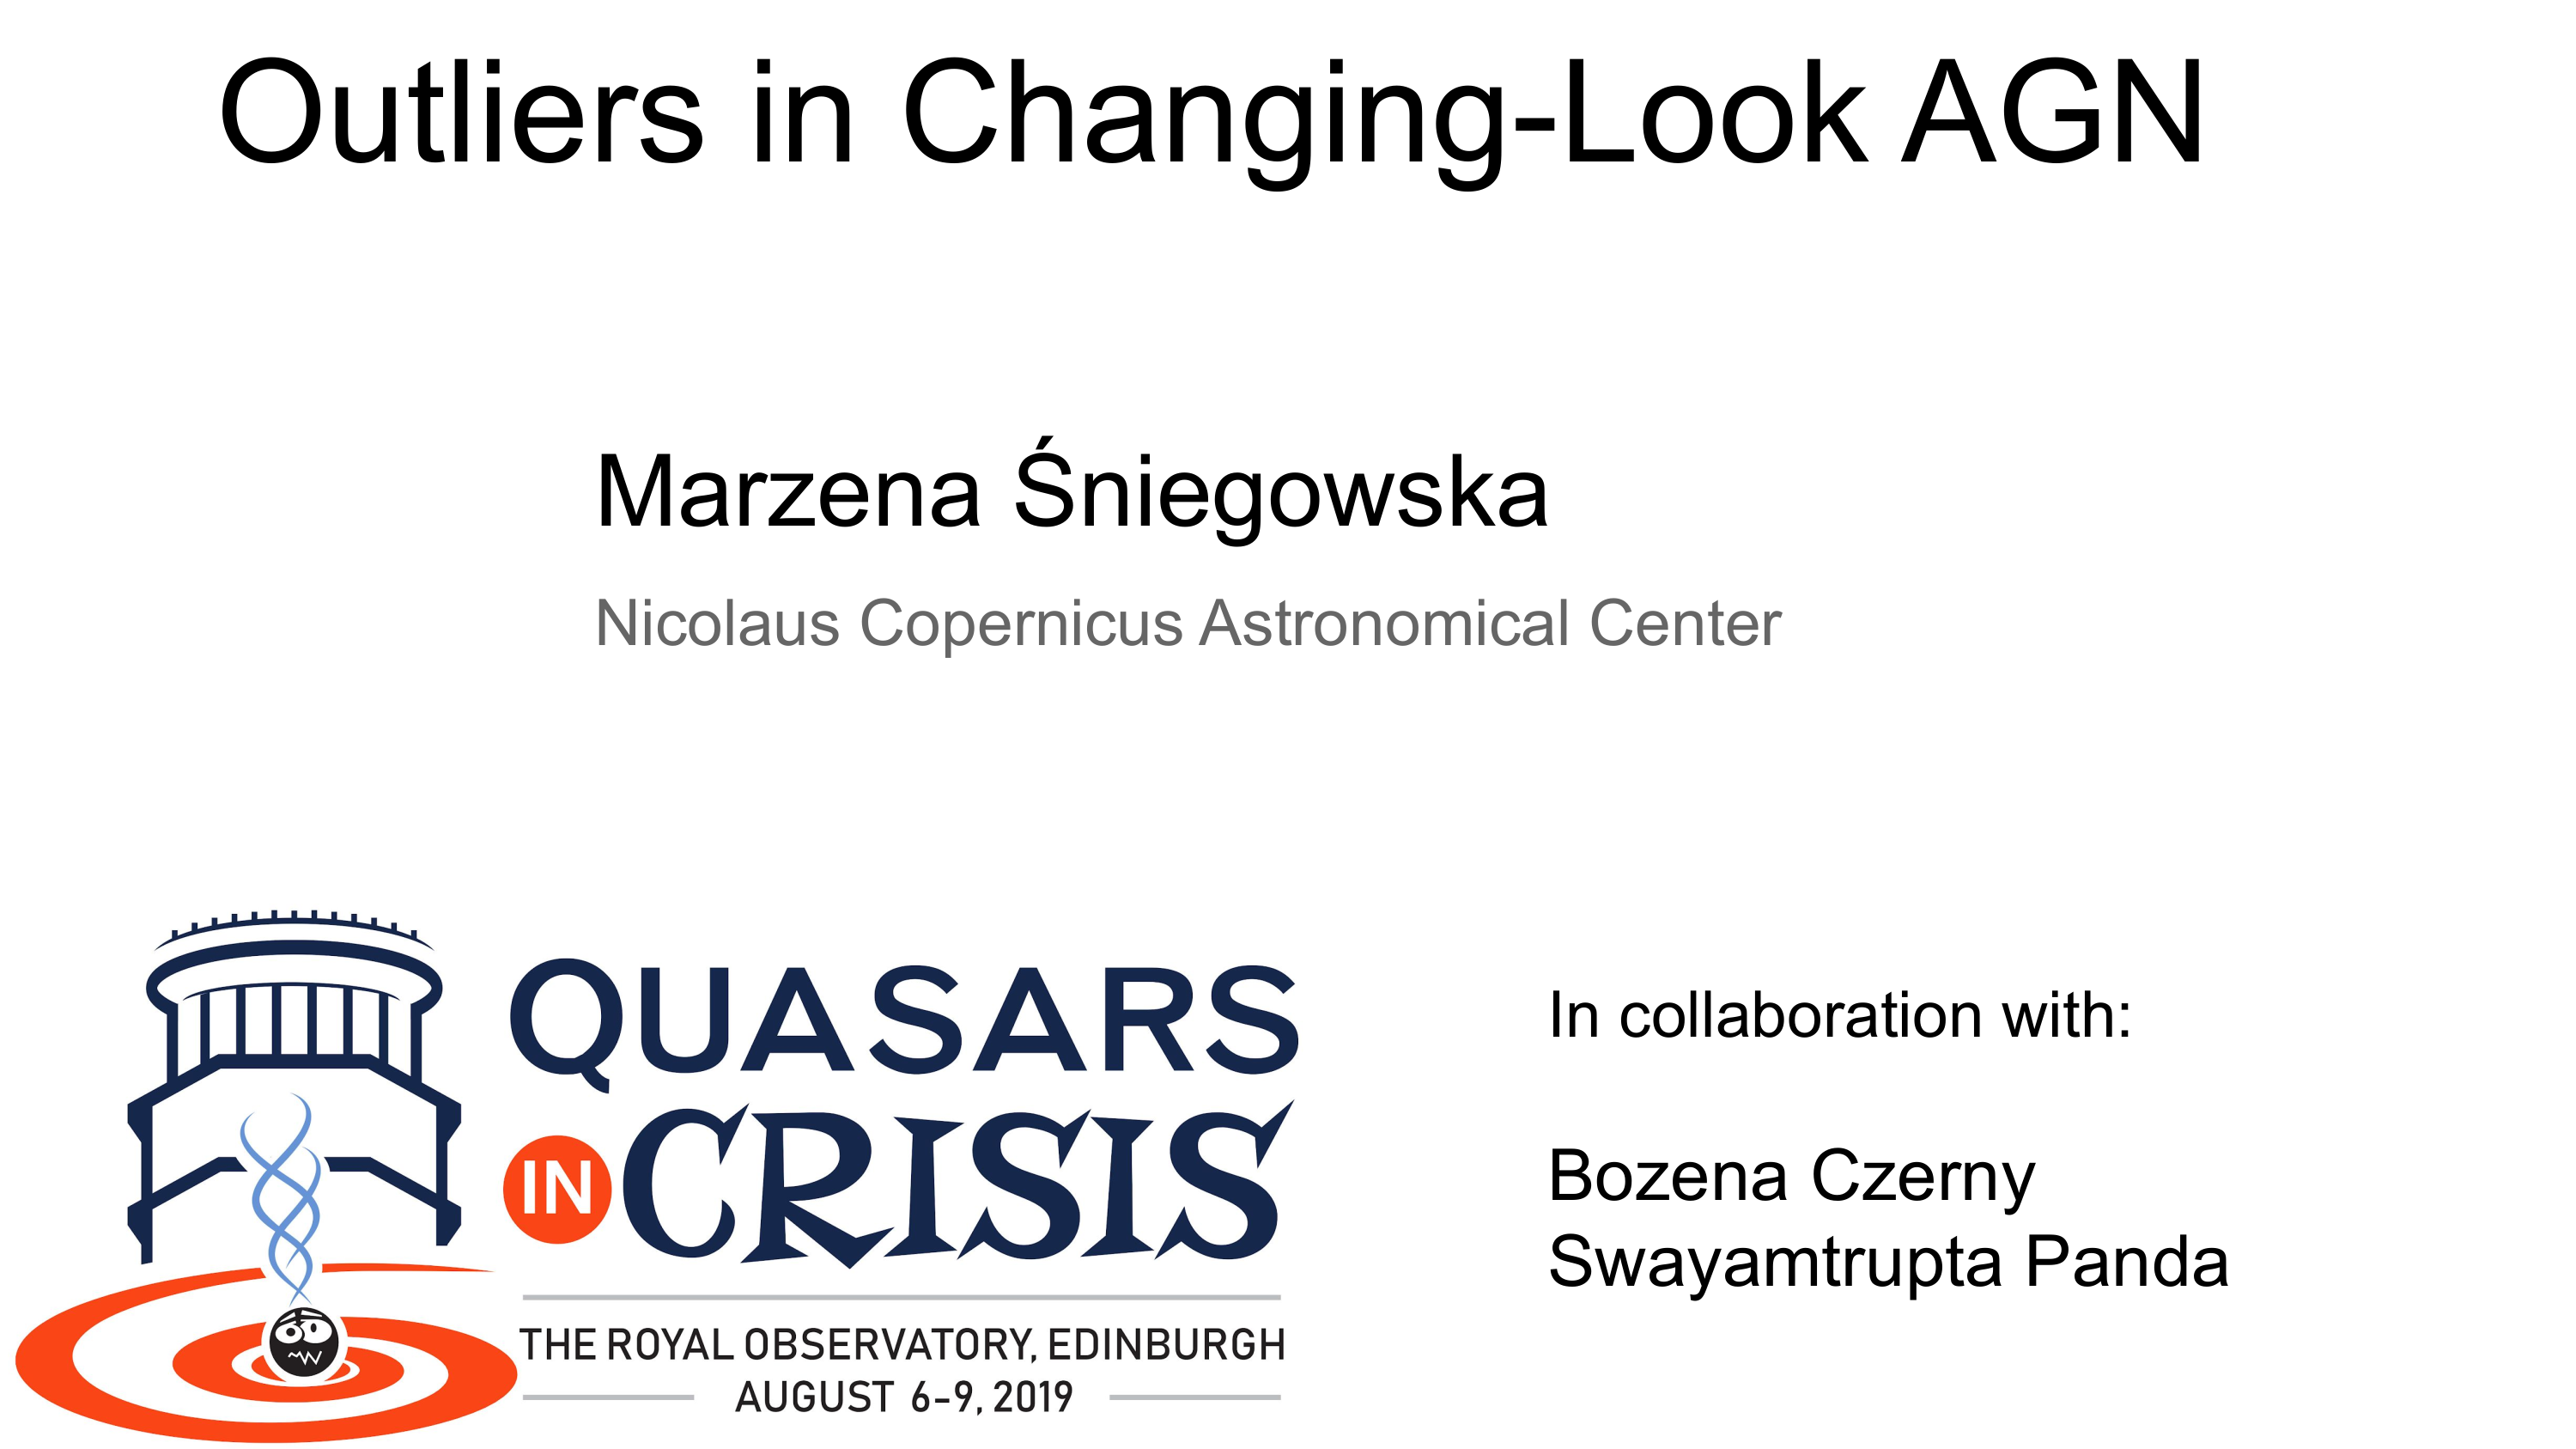 Outliers in Changing-Look AGN
Marzena Śniegowska
Nicolaus Copernicus Astronomical Center
QUASARS
IN CRISIS
THE ROYAL OBSERVATORY, EDINBURGH
AUGUST 6-9, 2019
In collaboration with:
Bozena Czerny
Swayamtrupta Panda